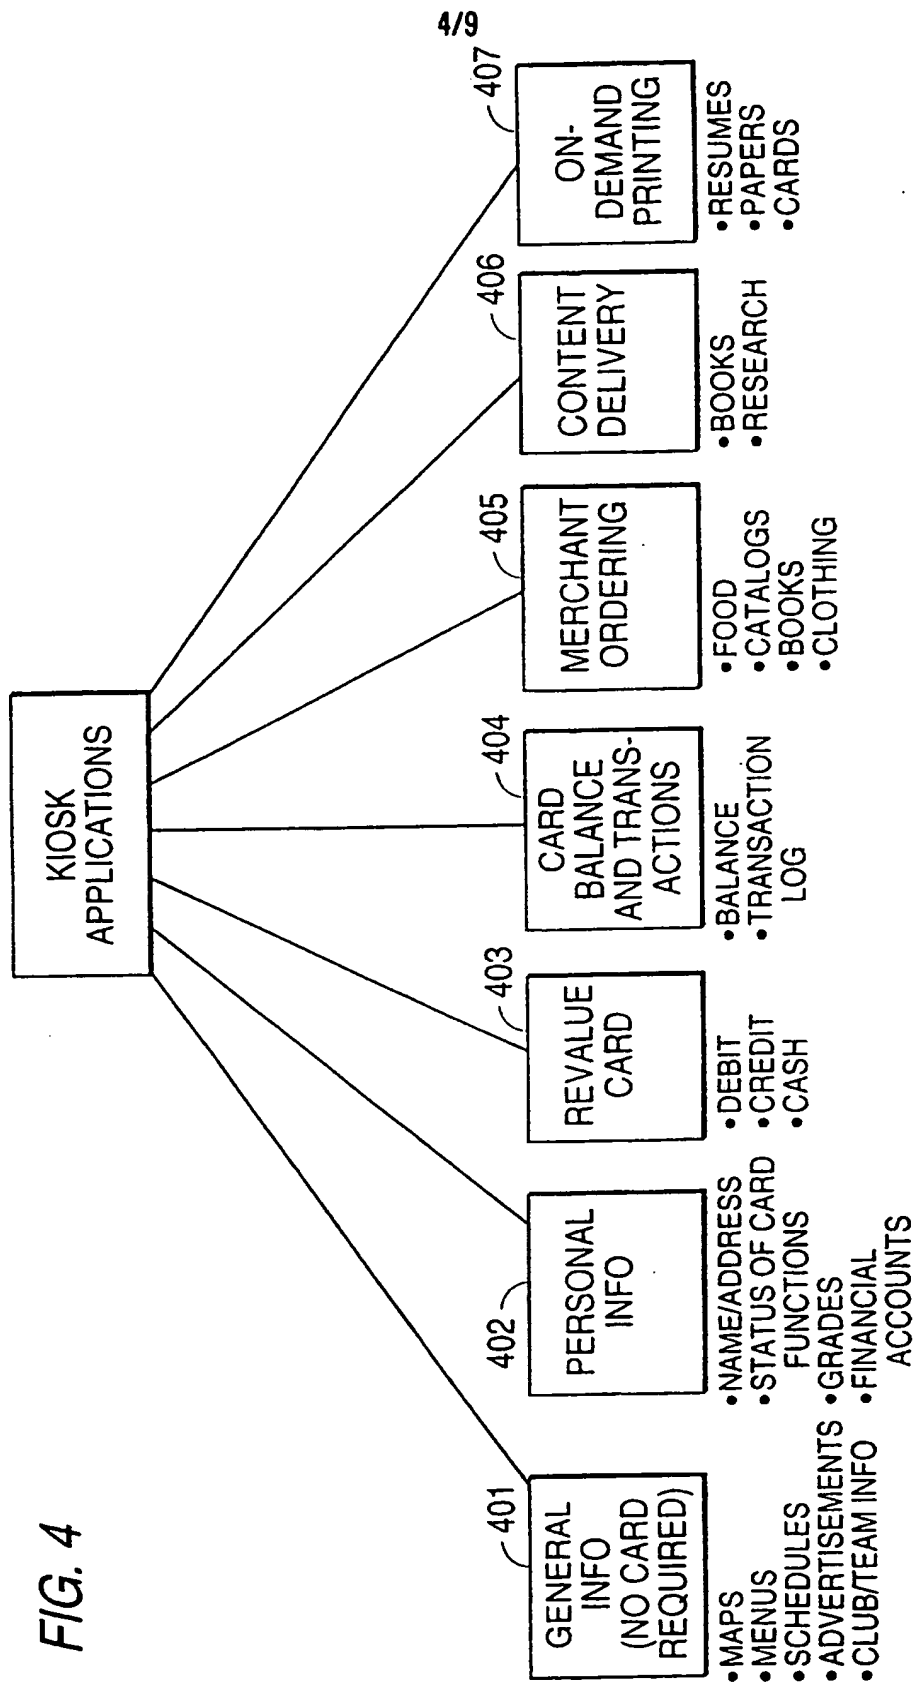 4/9
FIG. 4
KIOSK
APPLICATIONS
401
GENERAL
INFO
(NO CARD
REQUIRED)
•MAPS
•MENUS
•SCHEDULES
•ADVERTISEMENTS
•CLUB/TEAM INFO
402
PERSONAL
INFO
•NAME/ADDRESS
•STATUS OF CARD
FUNCTIONS
•GRADES
•FINANCIAL
ACCOUNTS
403
REVALUE
CARD
•DEBIT
•CREDIT
•CASH
404
CARD
BALANCE
AND TRANS-
ACTIONS
•BALANCE
•TRANSACTION
LOG
405
MERCHANT
ORDERING
•FOOD
•CATALOGS
•BOOKS
•CLOTHING
406
CONTENT
DELIVERY
•BOOKS
•RESEARCH
407
ON-
DEMAND
PRINTING
•RESUMES
•PAPERS
•CARDS